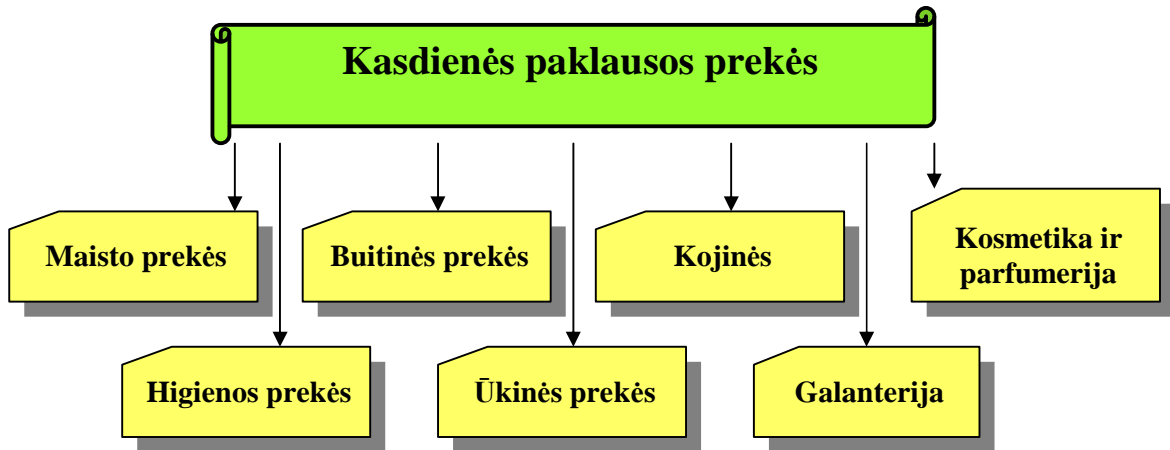 Kasdienės paklausos prekės
Maisto prekės
Buitinės prekės
Kojinės
Kosmetika ir
parfumerija
Higienos prekės
Ūkinės prekės
Galanterija